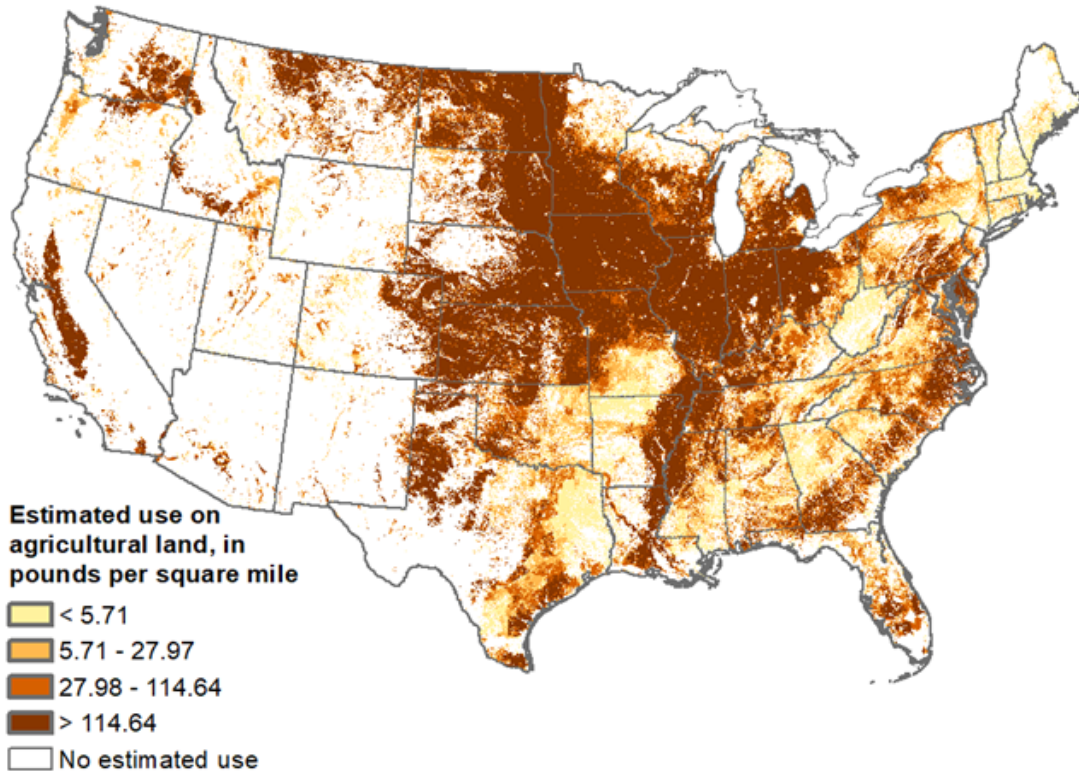 Estimated use on
agricultural land, in
pounds per square mile
< 5.71
5.71 - 27.97
27.98 - 114.64
> 114.64
No estimated use